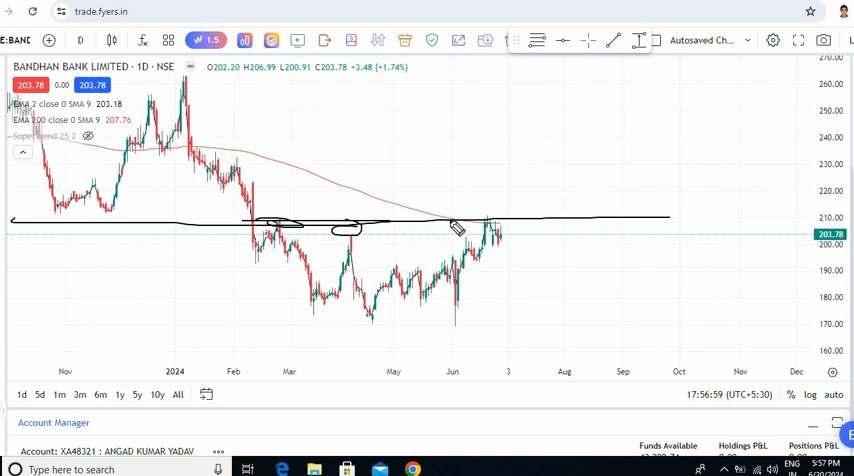 trade.fyers.in
E:BANE
D
1.5
Autosaved Ch...
BANDHAN BANK LIMITED · 1D · NSE
O202.20 H206.99 L200.91 C203.78 +3.48 (+1.74%)
203.78 0.00 203.78
EMA 2 close 0 SMA 9 203.18
EMA 200 close 0 SMA 9 207.76
Supertrend 25 2
270.00
260.00
250.00
240.00
230.00
220.00
210.00
203.78
200.00
190.00
180.00
170.00
160.00
Nov 2024 Feb Mar May Jun 3 Aug Sep Oct Nov Dec
1d 5d 1m 3m 6m 1y 5y 10y All
17:56:59 (UTC+5:30) % log auto
Account Manager
Account: XA48321 : ANGAD KUMAR YADAV
Funds Available Holdings P&L Positions P&L
Type here to search
ENG 5:57 PM
IN 6/30/2024